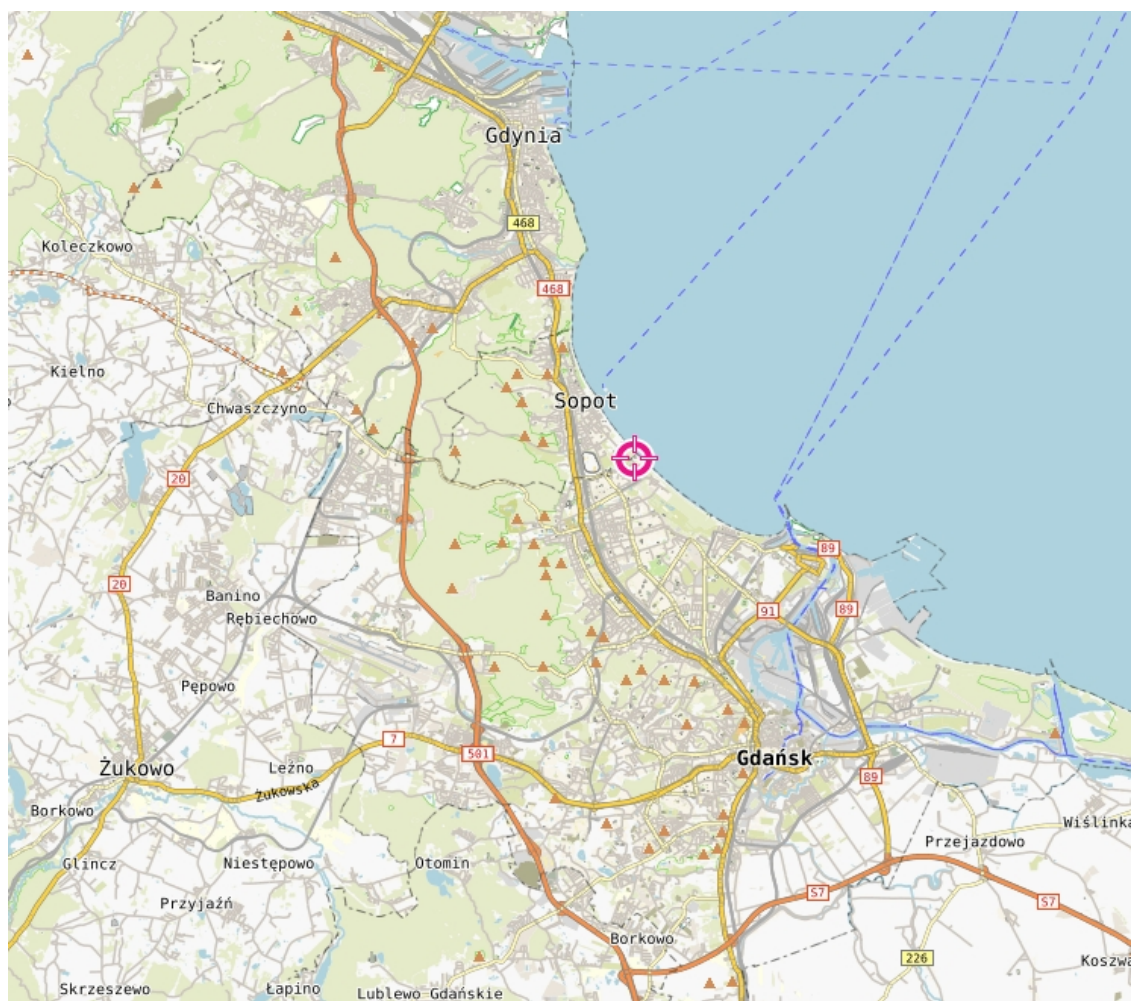 Gdynia
468
Koleczkowo
468
Kielno
Sopot
Chwaszczyno
20
89
20
Banino
91
89
Rębiechowo
Pępowo
7
501
Gdańsk
Żukowo
Leźno
89
Żukowska
Borkowo
Wiślinka
Przejazdowo
Glincz
Niestępowo
Otomin
S7
S7
Przyjaźń
Borkowo
226
Koszwa
Skrzeszewo
Łapino
Lublewo Gdańskie